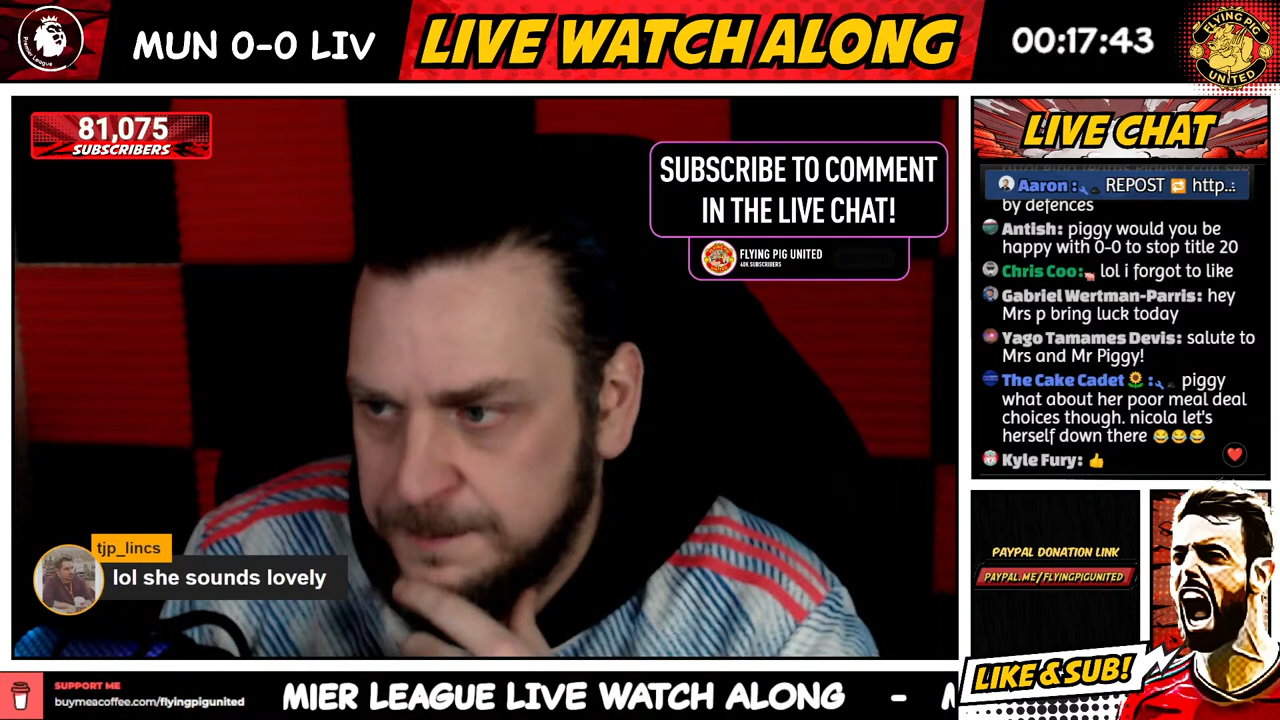 Premier League
MUN 0-0 LIV
LIVE WATCH ALONG
00:17:43
FLYING PIG
UNITED
81,075
SUBSCRIBERS
SUBSCRIBE TO COMMENT
IN THE LIVE CHAT!
FLYING PIG UNITED
40K SUBSCRIBERS
LIVE CHAT
Aaron : REPOST 🔁 http..:
by defences
Antish: piggy would you be
happy with 0-0 to stop title 20
Chris Coo: lol i forgot to like
Gabriel Wertman-Parris: hey
Mrs p bring luck today
Yago Tamames Devis: salute to
Mrs and Mr Piggy!
The Cake Cadet 🌻 : piggy
what about her poor meal deal
choices though. nicola let's
herself down there 😂😂😂
Kyle Fury: 👍
tjp_lincs
lol she sounds lovely
PAYPAL DONATION LINK
PAYPAL.ME/FLYINGPIGUNITED
LIKE & SUB!
SUPPORT ME
buymeacoffee.com/flyingpigunited
MIER LEAGUE LIVE WATCH ALONG - M